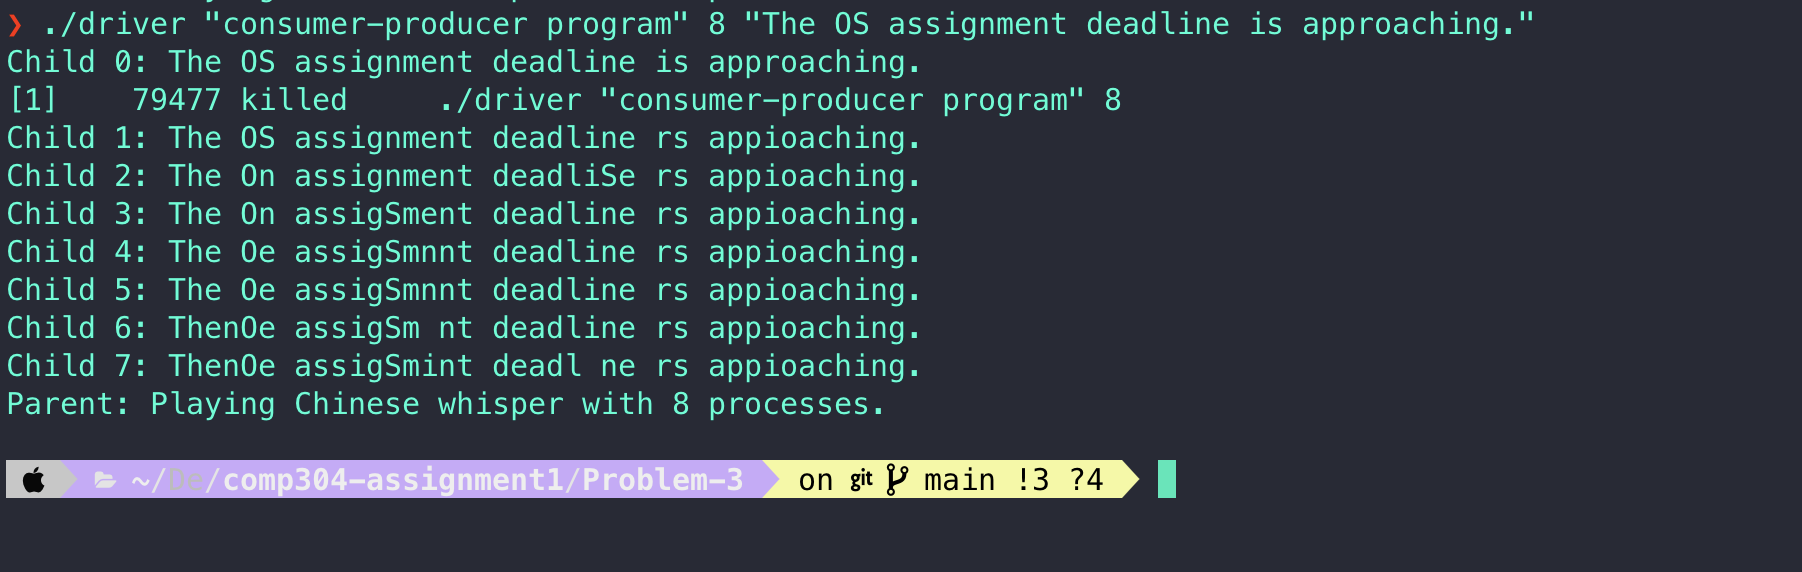 ❯ ./driver "consumer-producer program" 8 "The OS assignment deadline is approaching."
Child 0: The OS assignment deadline is approaching.
[1]    79477 killed     ./driver "consumer-producer program" 8
Child 1: The OS assignment deadline rs appioaching.
Child 2: The On assignment deadliSe rs appioaching.
Child 3: The On assigSment deadline rs appioaching.
Child 4: The Oe assigSmnnt deadline rs appioaching.
Child 5: The Oe assigSmnnt deadline rs appioaching.
Child 6: ThenOe assigSm nt deadline rs appioaching.
Child 7: ThenOe assigSmint deadl ne rs appioaching.
Parent: Playing Chinese whisper with 8 processes.
~/De/comp304-assignment1/Problem-3 on git main !3 ?4